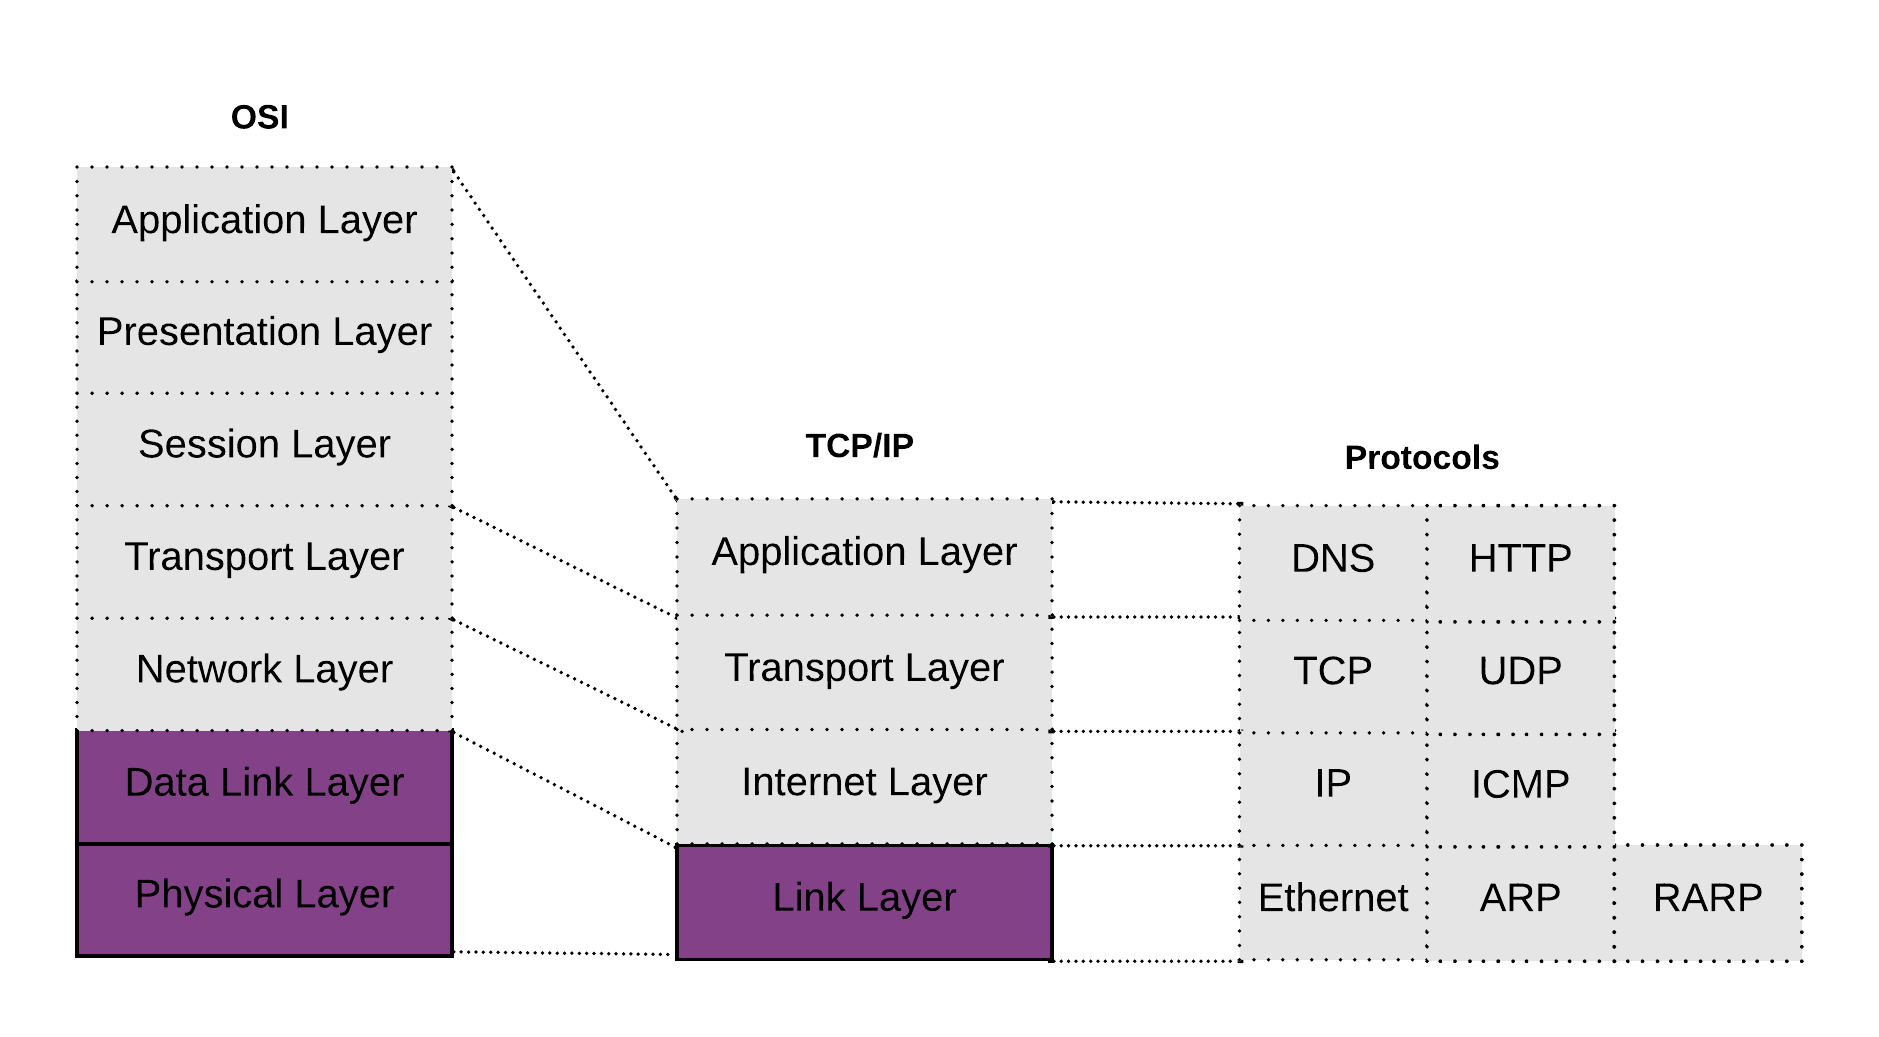 OSI
Application Layer
Presentation Layer
Session Layer
Transport Layer
Network Layer
Data Link Layer
Physical Layer
TCP/IP
Application Layer
Transport Layer
Internet Layer
Link Layer
Protocols
DNS HTTP
TCP UDP
IP ICMP
Ethernet ARP RARP